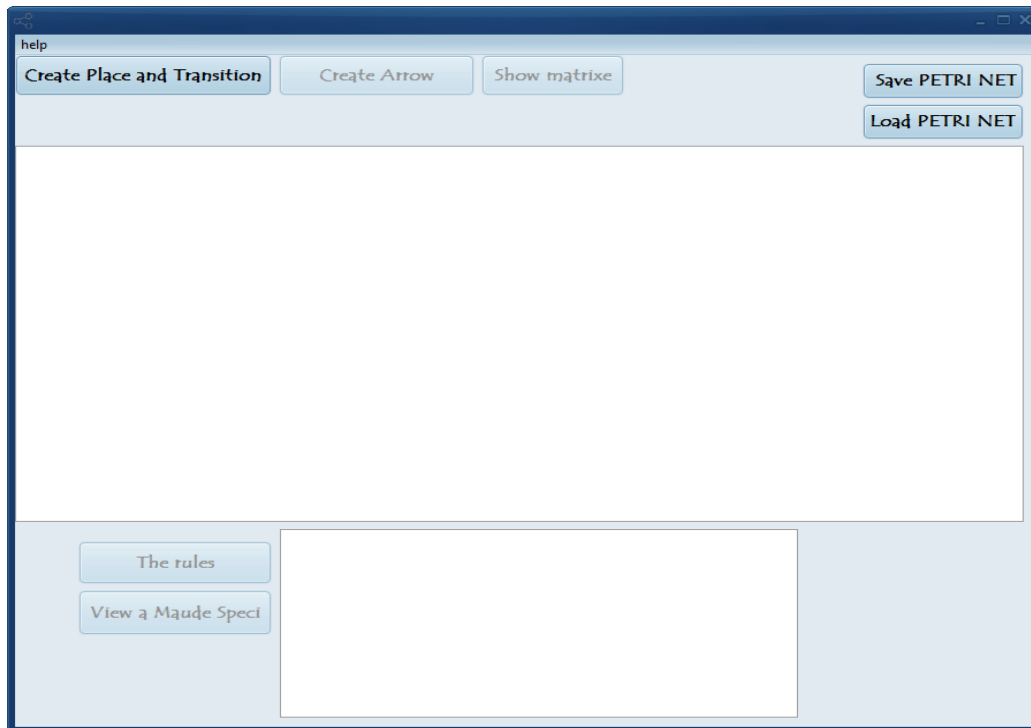 help
Create Place and Transition
Create Arrow
Show matrixe
Save PETRI NET
Load PETRI NET
The rules
View a Maude Speci